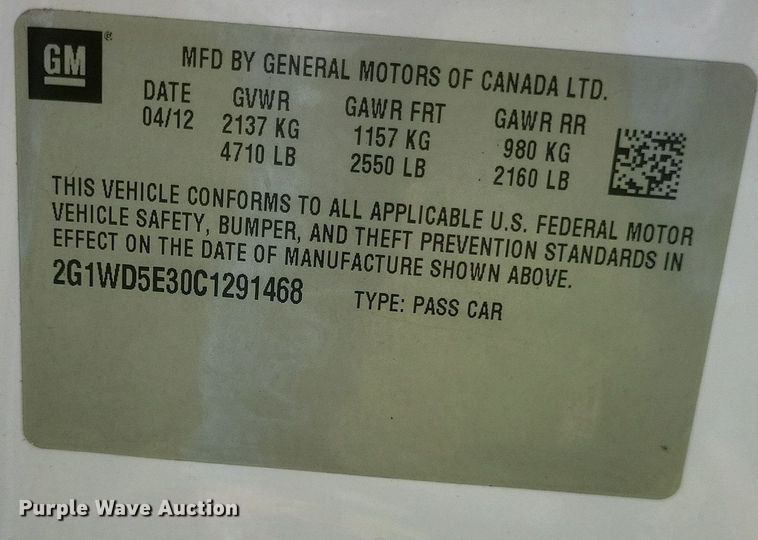 GM ®
MFD BY GENERAL MOTORS OF CANADA LTD.
DATE GVWR GAWR FRT GAWR RR
04/12 2137 KG 1157 KG 980 KG
4710 LB 2550 LB 2160 LB
THIS VEHICLE CONFORMS TO ALL APPLICABLE U.S. FEDERAL MOTOR
VEHICLE SAFETY, BUMPER, AND THEFT PREVENTION STANDARDS IN
EFFECT ON THE DATE OF MANUFACTURE SHOWN ABOVE.
2G1WD5E30C1291468 TYPE: PASS CAR
Purple Wave Auction